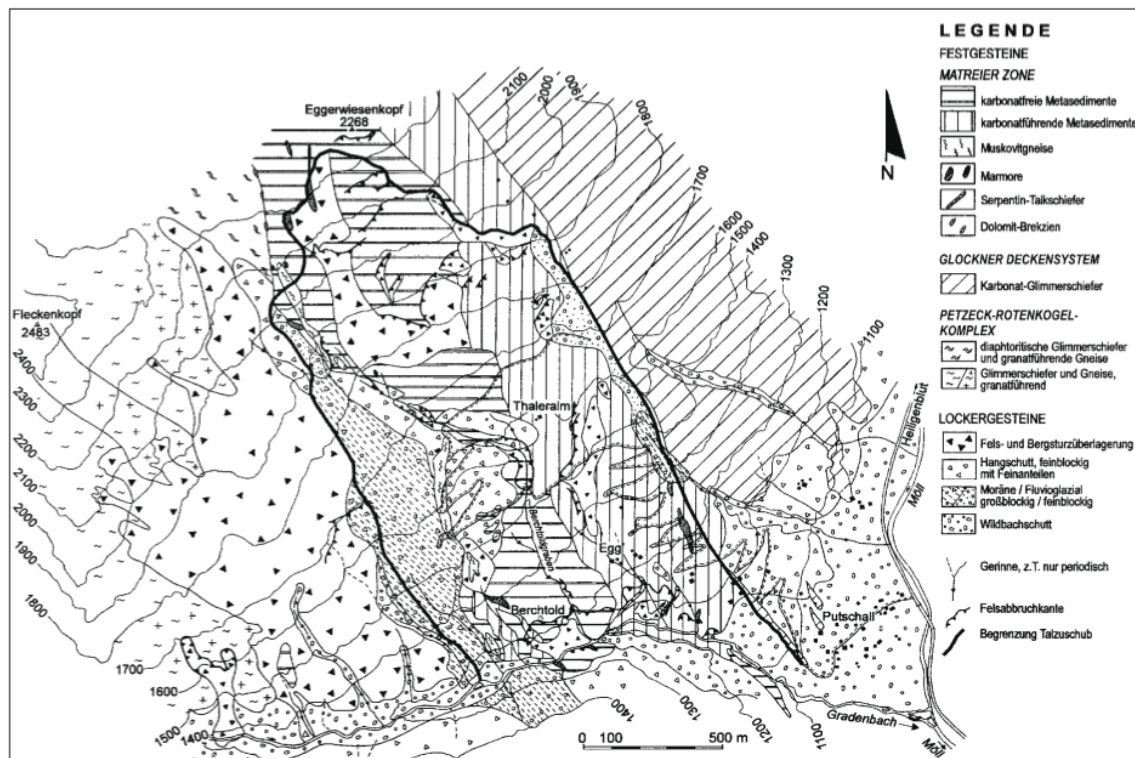 Eggerwiesenkopf
2268
2100
2000
1900
1800
1700
1600
1500
1400
1300
1200
1100
N
Fleckenkopf
2483
2400
2300
2200
2100
2000
1900
1800
1700
1600
1500
1400
Thaleralm
Berchtoldgraben
Egg
Berchtold
Putschall
Heiligenblut
Möll
Gradenbach
Möll
1400
1300
1200
1100
0 100 500 m
LEGENDE
FESTGESTEINE
MATREIER ZONE
karbonatfreie Metasedimente
karbonatführende Metasedimente
Muskovitgneise
Marmore
Serpentin-Talkschiefer
Dolomit-Brekzien
GLOCKNER DECKENSYSTEM
Karbonat-Glimmerschiefer
PETZECK-ROTENKOGEL-
KOMPLEX
diaphtoritische Glimmerschiefer
und granatführende Gneise
Glimmerschiefer und Gneise,
granatführend
LOCKERGESTEINE
Fels- und Bergsturzüberlagerung
Hangschutt, feinblockig
mit Feinanteilen
Moräne / Fluvioglazial
großblockig / feinblockig
Wildbachschutt
Gerinne, z.T. nur periodisch
Felsabbruchkante
Begrenzung Talzuschub